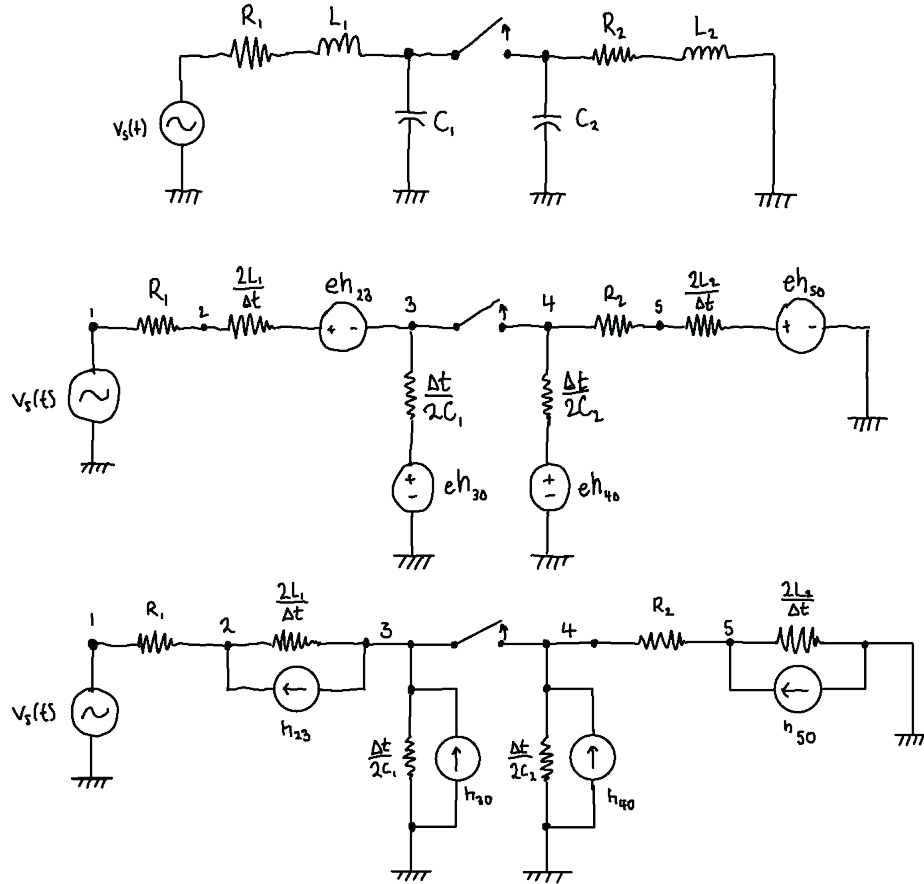 R₁ L₁ R₂ L₂
vₛ(t) C₁ C₂
1 R₁ 2 2L₁/Δt eh₂₃ 3 4 R₂ 5 2L₂/Δt eh₅₀
+ - + -
vₛ(t) Δt/2C₁ Δt/2C₂
+ - eh₃₀ + - eh₄₀
1 R₁ 2 2L₁/Δt 3 4 R₂ 5 2L₂/Δt
vₛ(t) h₂₃ h₅₀
Δt/2C₁ h₃₀ Δt/2C₂ h₄₀